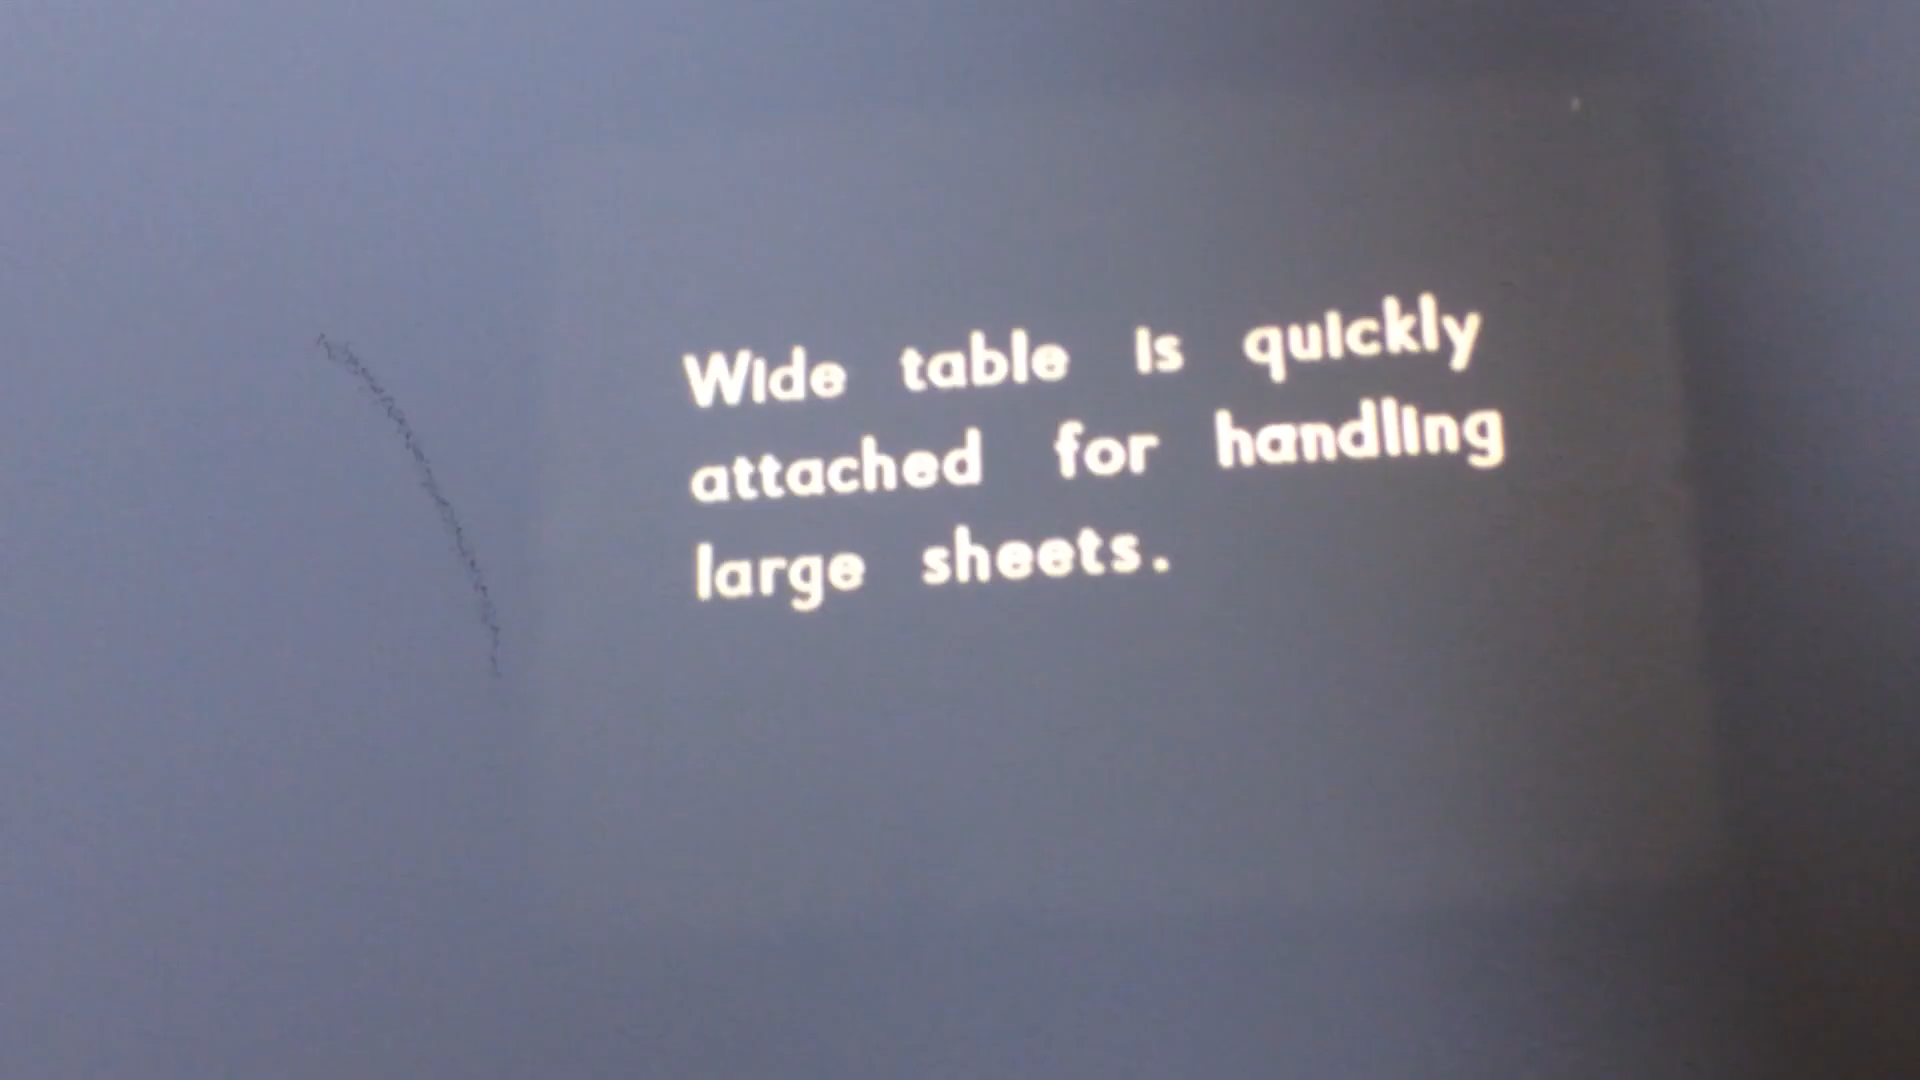 Wide table is quickly
attached for handling
large sheets.